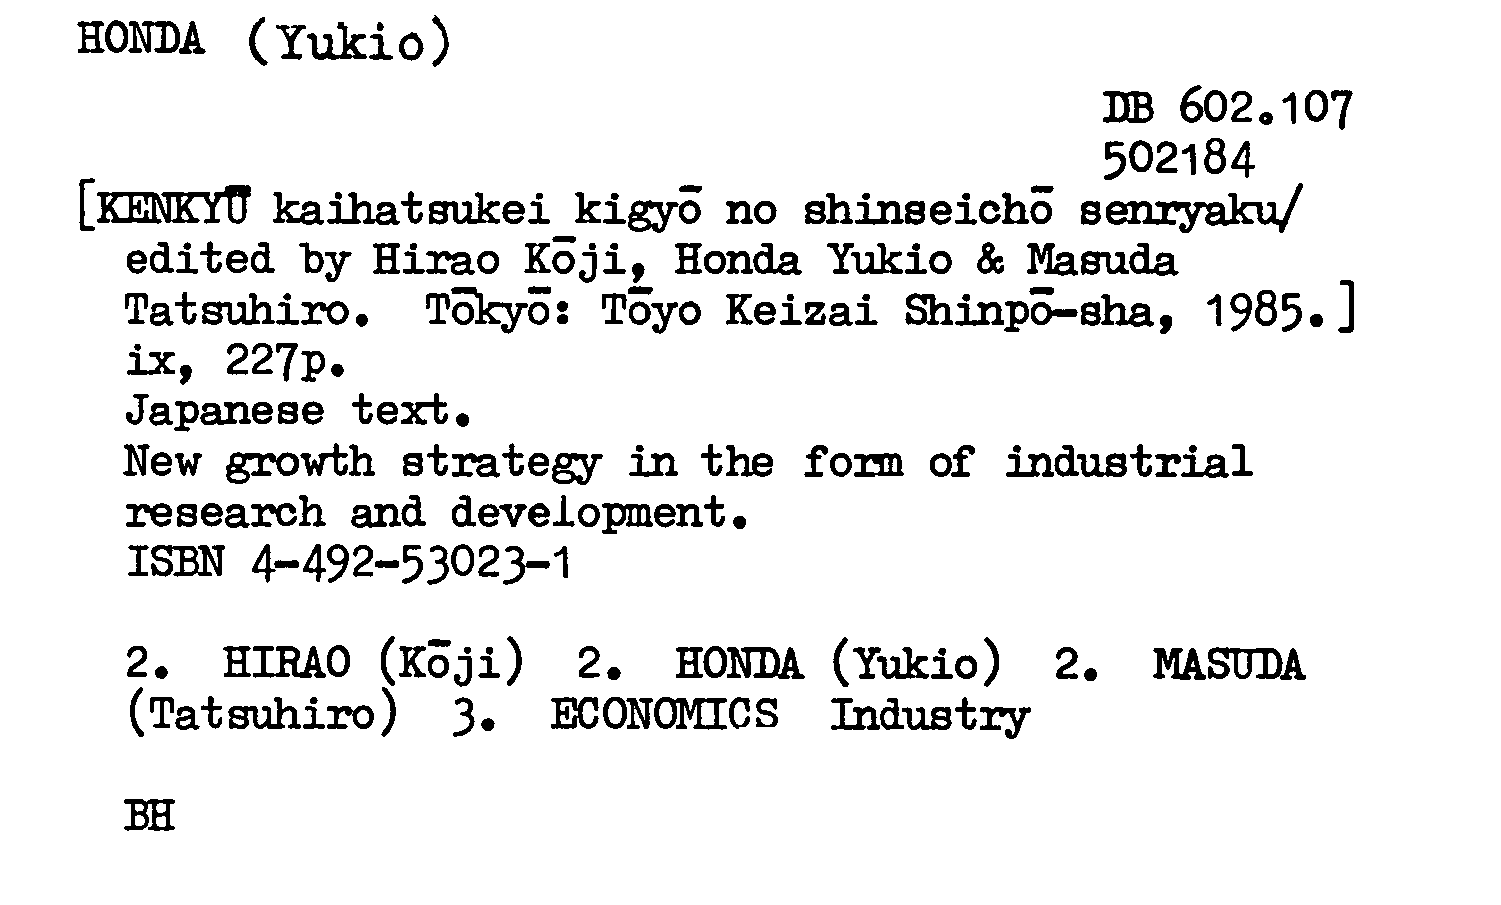 HONDA (Yukio)
DB 602.107
502184
[KENKYŪ kaihatsukei kigyō no shinseichō senryaku/
edited by Hirao Kōji, Honda Yukio & Masuda
Tatsuhiro. Tōkyō: Tōyo Keizai Shinpō-sha, 1985.]
ix, 227p.
Japanese text.
New growth strategy in the form of industrial
research and development.
ISBN 4-492-53023-1
2. HIRAO (Kōji) 2. HONDA (Yukio) 2. MASUDA
(Tatsuhiro) 3. ECONOMICS Industry
BH